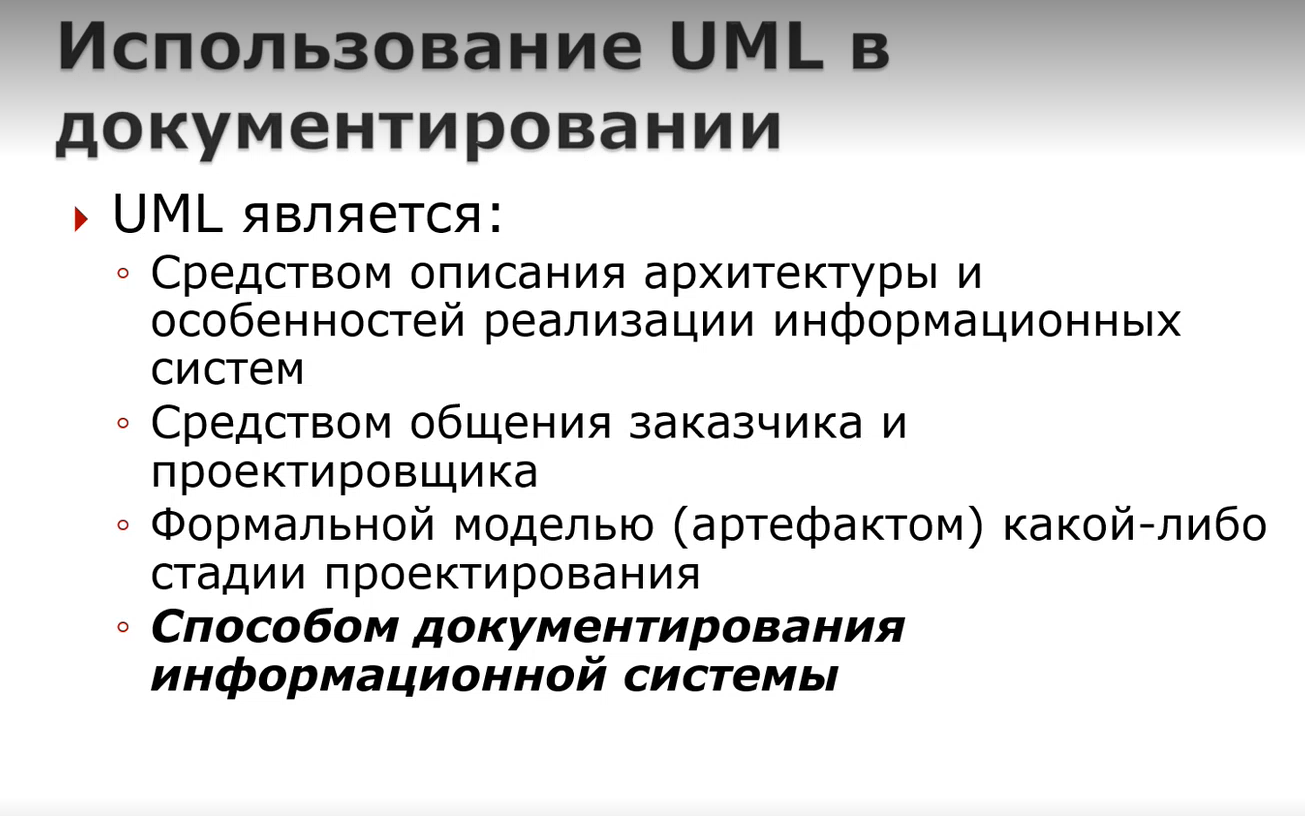 Использование UML в
документировании
UML является:
Средством описания архитектуры и
особенностей реализации информационных
систем
Средством общения заказчика и
проектировщика
Формальной моделью (артефактом) какой-либо
стадии проектирования
Способом документирования
информационной системы